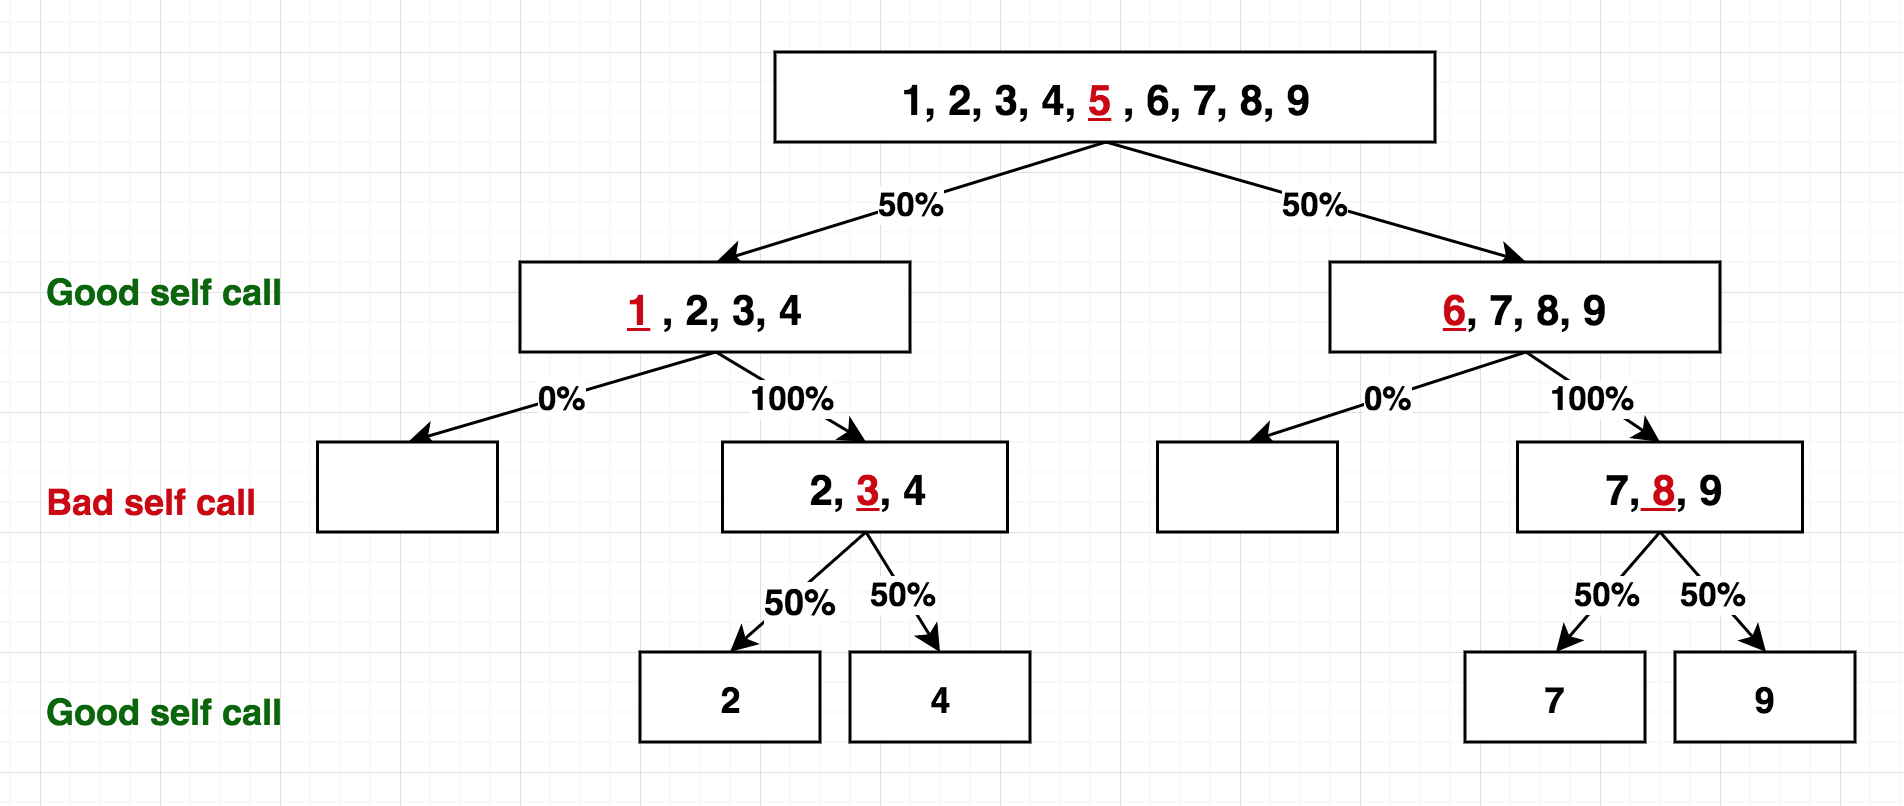 1, 2, 3, 4, 5 , 6, 7, 8, 9
50%
50%
Good self call
1 , 2, 3, 4
6, 7, 8, 9
0%
100%
0%
100%
Bad self call
2, 3, 4
7, 8, 9
50%
50%
50%
50%
Good self call
2
4
7
9